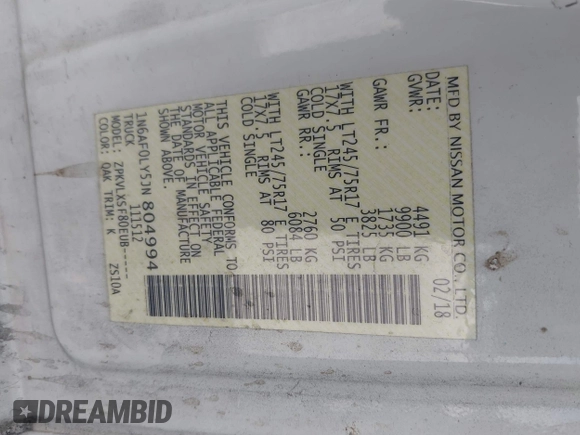 MFD BY NISSAN MOTOR CO., LTD.
DATE: 02/18
GVWR: 4491 KG
9900 LB
GAWR FR.: 1735 KG
3825 LB
WITH LT245/75R17 E TIRES
17X7.5 RIMS AT 50 PSI
COLD SINGLE
GAWR RR.: 2760 KG
6084 LB
WITH LT245/75R17 E TIRES
17X7.5 RIMS AT 80 PSI
COLD SINGLE
THIS VEHICLE CONFORMS TO
ALL APPLICABLE FEDERAL
MOTOR VEHICLE SAFETY
STANDARDS IN EFFECT ON
THE DATE OF MANUFACTURE
SHOWN ABOVE.
1N6AF0LY5JN804994
TRUCK 111512
MODEL: ZPKVLX5F80EUB-----
COLOR: QAK TRIM: K ZS10A
DREAMBID